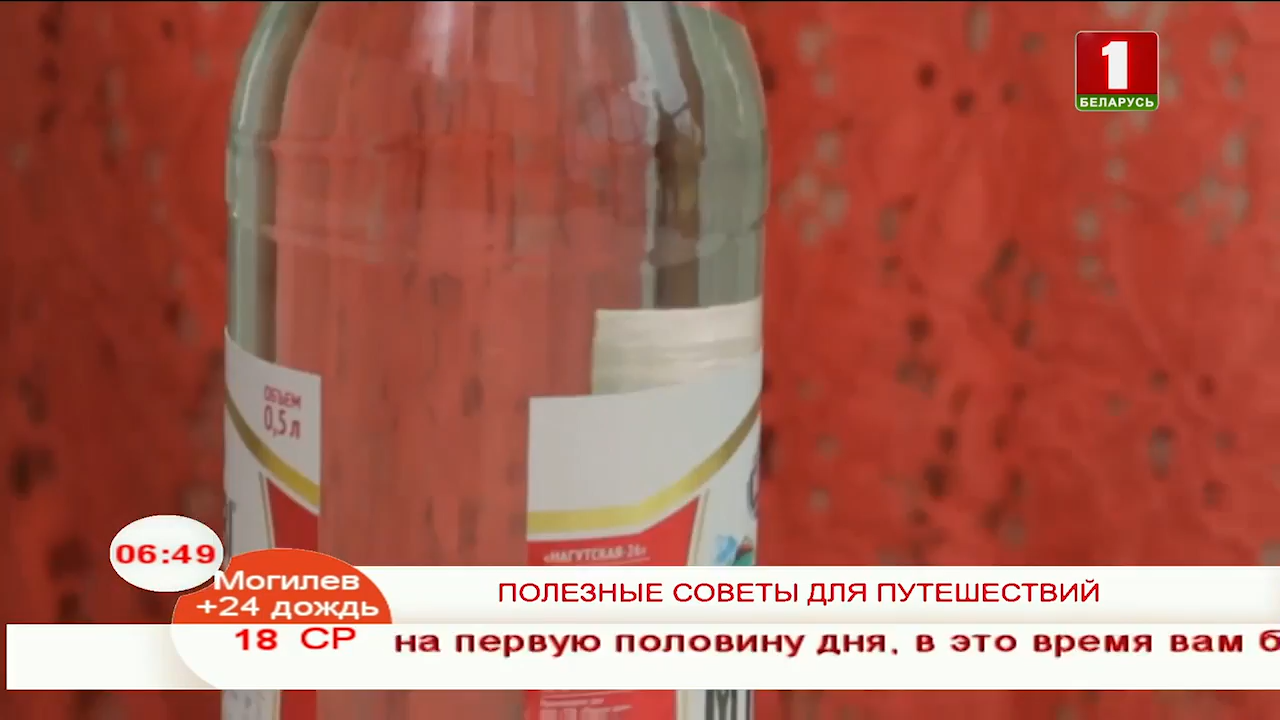 1
БЕЛАРУСЬ
ОБЪЕМ
0,5 л
«НАГУТСКАЯ-26»
06:49
Могилев
+24 дождь
18 СР
ПОЛЕЗНЫЕ СОВЕТЫ ДЛЯ ПУТЕШЕСТВИЙ
на первую половину дня, в это время вам б